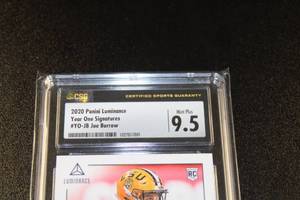 CSG
CERTIFIED SPORTS GUARANTY
2020 Panini Luminance
Year One Signatures
#YO-JB Joe Burrow
Mint Plus
9.5
LUMINANCE
LSU
RC